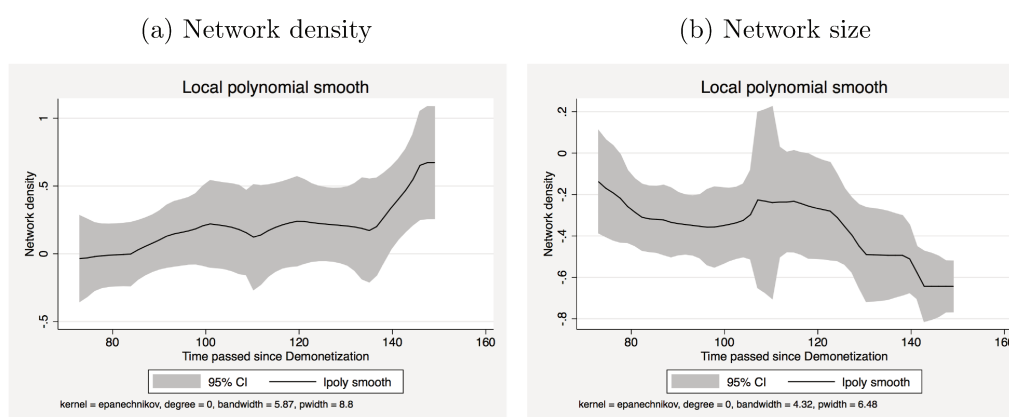 (a) Network density
Local polynomial smooth
Network density
1
.5
0
-.5
80 100 120 140 160
Time passed since Demonetization
95% CI lpoly smooth
kernel = epanechnikov, degree = 0, bandwidth = 5.87, pwidth = 8.8
(b) Network size
Local polynomial smooth
Network density
.2
0
-.2
-.4
-.6
-.8
80 100 120 140 160
Time passed since Demonetization
95% CI lpoly smooth
kernel = epanechnikov, degree = 0, bandwidth = 4.32, pwidth = 6.48